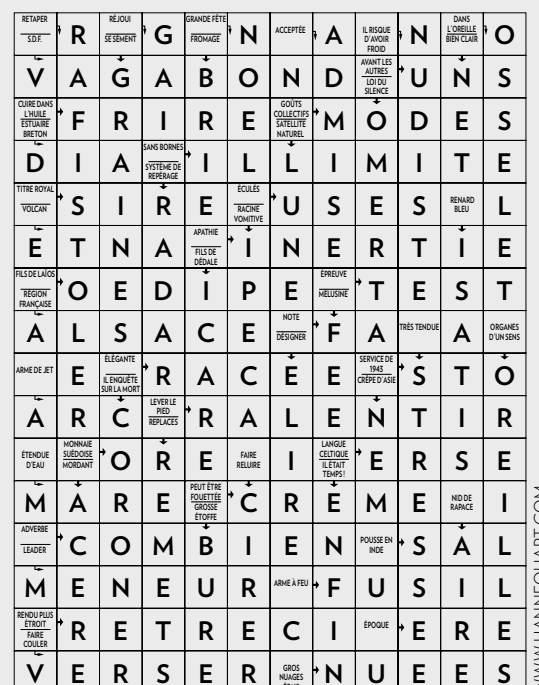 RETAPER S.D.F. R RÉJOUI SE SÈMENT G GRANDE FÊTE FROMAGE N ACCEPTÉE A IL RISQUE D'AVOIR FROID N DANS L'OREILLE BIEN CLAIR O
V A G A B O N D AVANT LES AUTRES LOI DU SILENCE U N S
CUIRE DANS L'HUILE ESTUAIRE BRETON F R I R E GOÛTS COLLECTIFS SATELLITE NATUREL M O D E S
D I A SANS BORNES SYSTÈME DE REPÉRAGE I L L I M I T E
TITRE ROYAL VOLCAN S I R E ÉCULÉS RACINE VOMITIVE U S E S RENARD BLEU L
E T N A APATHIE FILS DE DÉDALE I N E R T I E
FILS DE LAÏOS RÉGION FRANÇAISE O E D I P E ÉPREUVE MÉLUSINE T E S T
A L S A C E NOTE DÉSIGNER F A TRÈS TENDUE A ORGANES D'UN SENS
ARME DE JET E ÉLÉGANTE IL ENQUÊTE SUR LA MORT R A C E E SERVICE DE 1943 CRÊPE D'ASIE S T O
A R C LEVER LE PIED REPLACES R A L E N T I R
ÉTENDUE D'EAU MONNAIE SUÉDOISE MORDANT O R E FAIRE RELUIRE I LANGUE CELTIQUE IL ÉTAIT TEMPS ! E R S E
M A R E PEUT ÊTRE FOUETTÉE GROSSE ÉTOFFE C R E M E NID DE RAPACE I
ADVERBE LEADER C O M B I E N POUSSE EN INDE S A L
M E N E U R ARME À FEU F U S I L
RENDU PLUS ÉTROIT FAIRE COULER R E T R E C I ÉPOQUE E R E
V E R S E R GROS NUAGES N U E E S